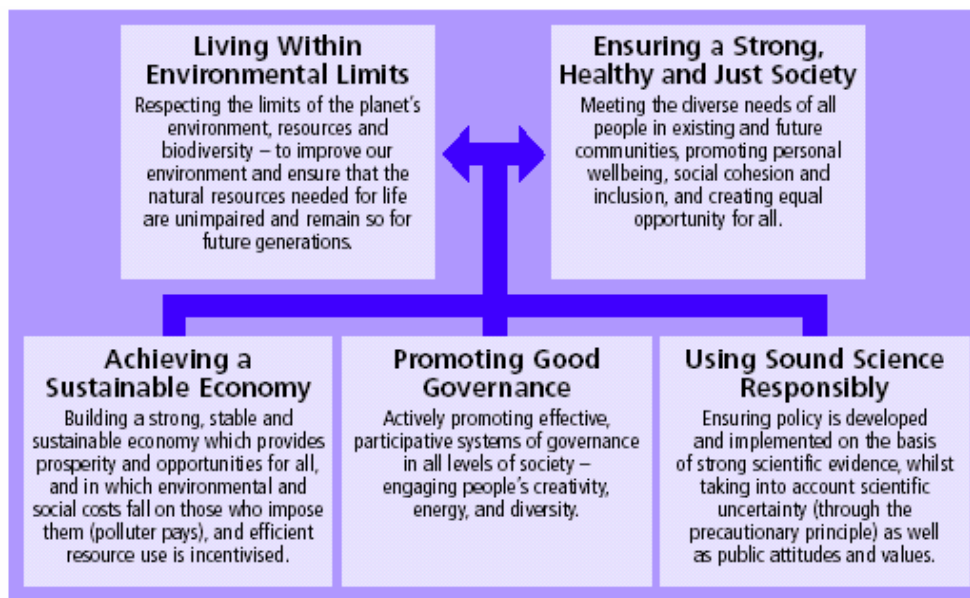 Living Within
Environmental Limits
Respecting the limits of the planet's
environment, resources and
biodiversity – to improve our
environment and ensure that the
natural resources needed for life
are unimpaired and remain so for
future generations.
Ensuring a Strong,
Healthy and Just Society
Meeting the diverse needs of all
people in existing and future
communities, promoting personal
wellbeing, social cohesion and
inclusion, and creating equal
opportunity for all.
Achieving a
Sustainable Economy
Building a strong, stable and
sustainable economy which provides
prosperity and opportunities for all,
and in which environmental and
social costs fall on those who impose
them (polluter pays), and efficient
resource use is incentivised.
Promoting Good
Governance
Actively promoting effective,
participative systems of governance
in all levels of society –
engaging people's creativity,
energy, and diversity.
Using Sound Science
Responsibly
Ensuring policy is developed
and implemented on the basis
of strong scientific evidence, whilst
taking into account scientific
uncertainty (through the
precautionary principle) as well
as public attitudes and values.